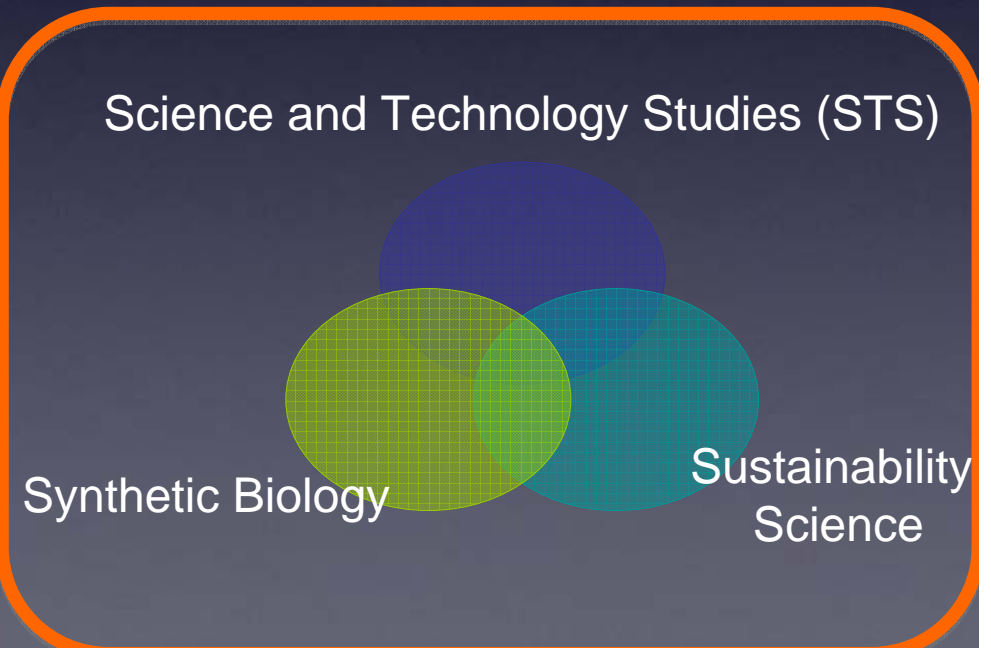 Science and Technology Studies (STS)
Synthetic Biology
Sustainability
Science